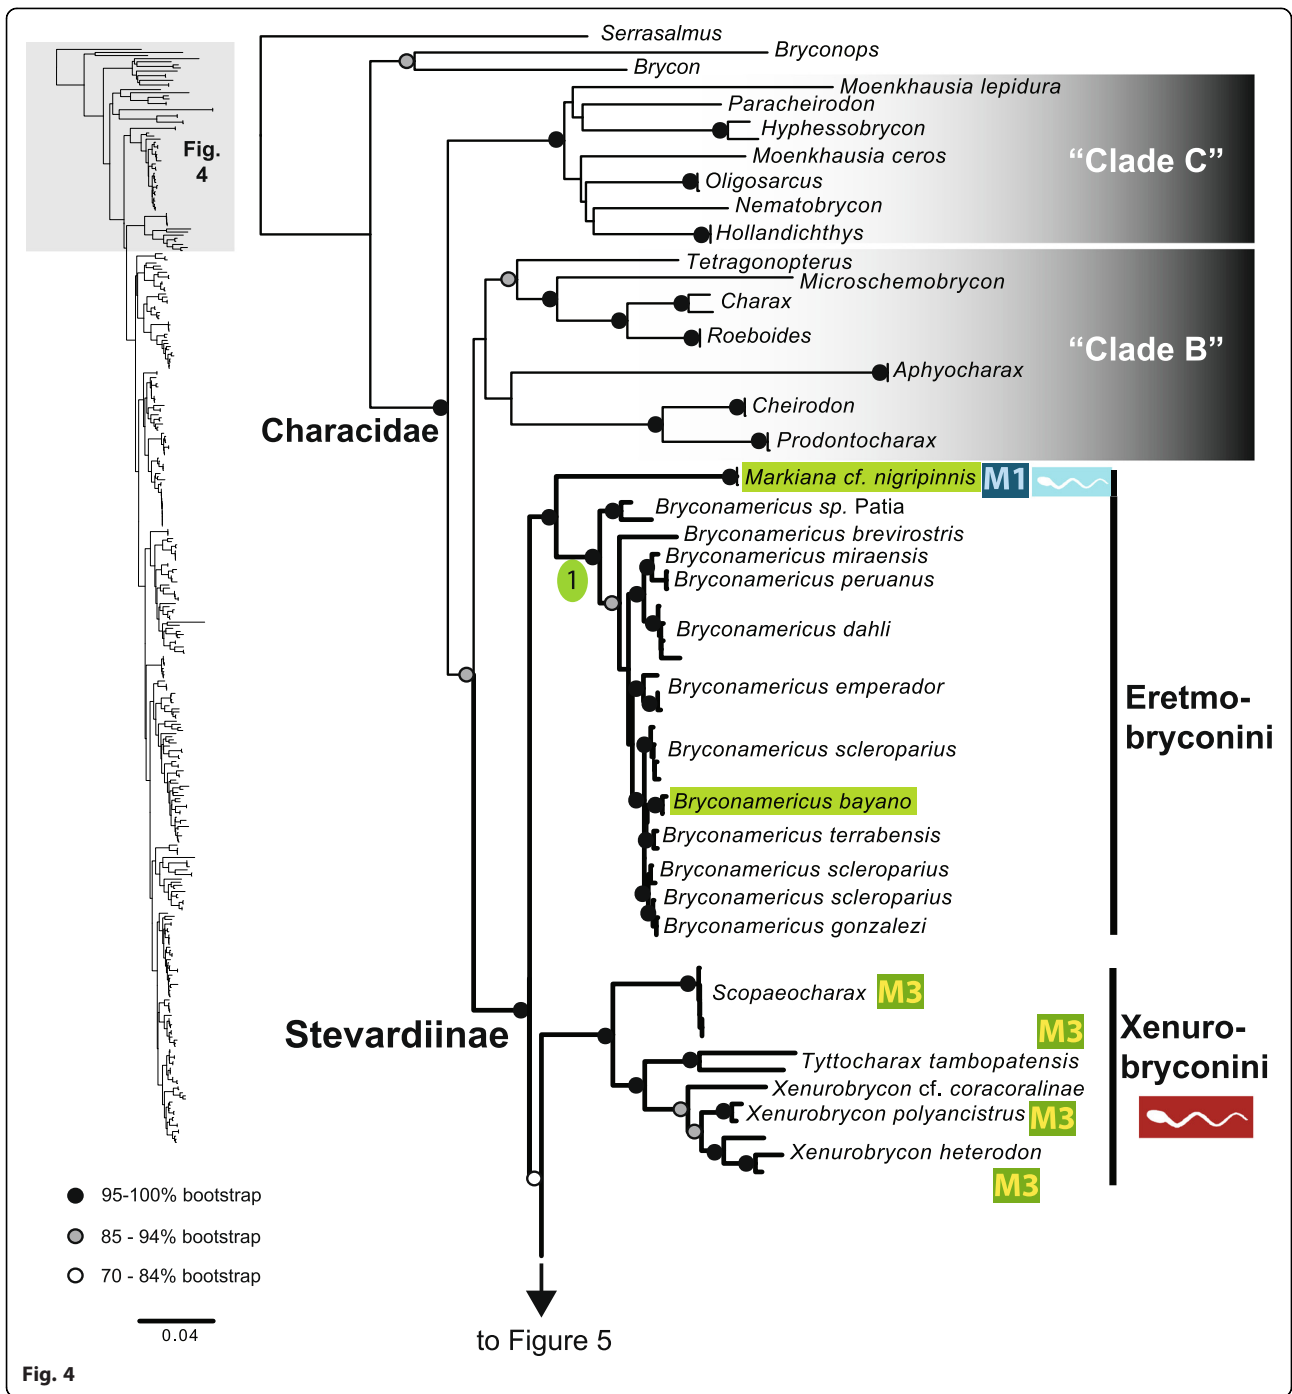 Fig.
4
Serrasalmus
Bryconops
Brycon
Moenkhausia lepidura
Paracheirodon
Hyphessobrycon
Moenkhausia ceros
Oligosarcus
Nematobrycon
Hollandichthys
“Clade C”
Tetragonopterus
Microschemobrycon
Charax
Roeboides
Aphyocharax
Cheirodon
Prodontocharax
“Clade B”
Characidae
Markiana cf. nigripinnis M1
Bryconamericus sp. Patia
Bryconamericus brevirostris
Bryconamericus miraensis
1
Bryconamericus peruanus
Bryconamericus dahli
Bryconamericus emperador
Bryconamericus scleroparius
Bryconamericus bayano
Bryconamericus terrabensis
Bryconamericus scleroparius
Bryconamericus scleroparius
Bryconamericus gonzalezi
Eretmo-
bryconini
Stevardiinae
Scopaeocharax M3
M3
Tyttocharax tambopatensis
Xenurobrycon cf. coracoralinae
Xenurobrycon polyancistrus M3
Xenurobrycon heterodon
M3
Xenuro-
bryconini
95-100% bootstrap
85 - 94% bootstrap
70 - 84% bootstrap
0.04
to Figure 5
Fig. 4